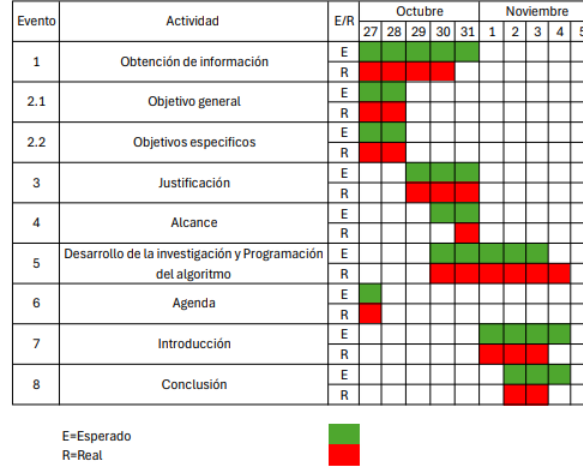 Evento Actividad E/R Octubre Noviembre
27 28 29 30 31 1 2 3 4 5
1 Obtención de información E
R
2.1 Objetivo general E
R
2.2 Objetivos especificos E
R
3 Justificación E
R
4 Alcance E
R
5 Desarrollo de la investigación y Programación E
del algoritmo R
6 Agenda E
R
7 Introducción E
R
8 Conclusión E
R
E=Esperado
R=Real